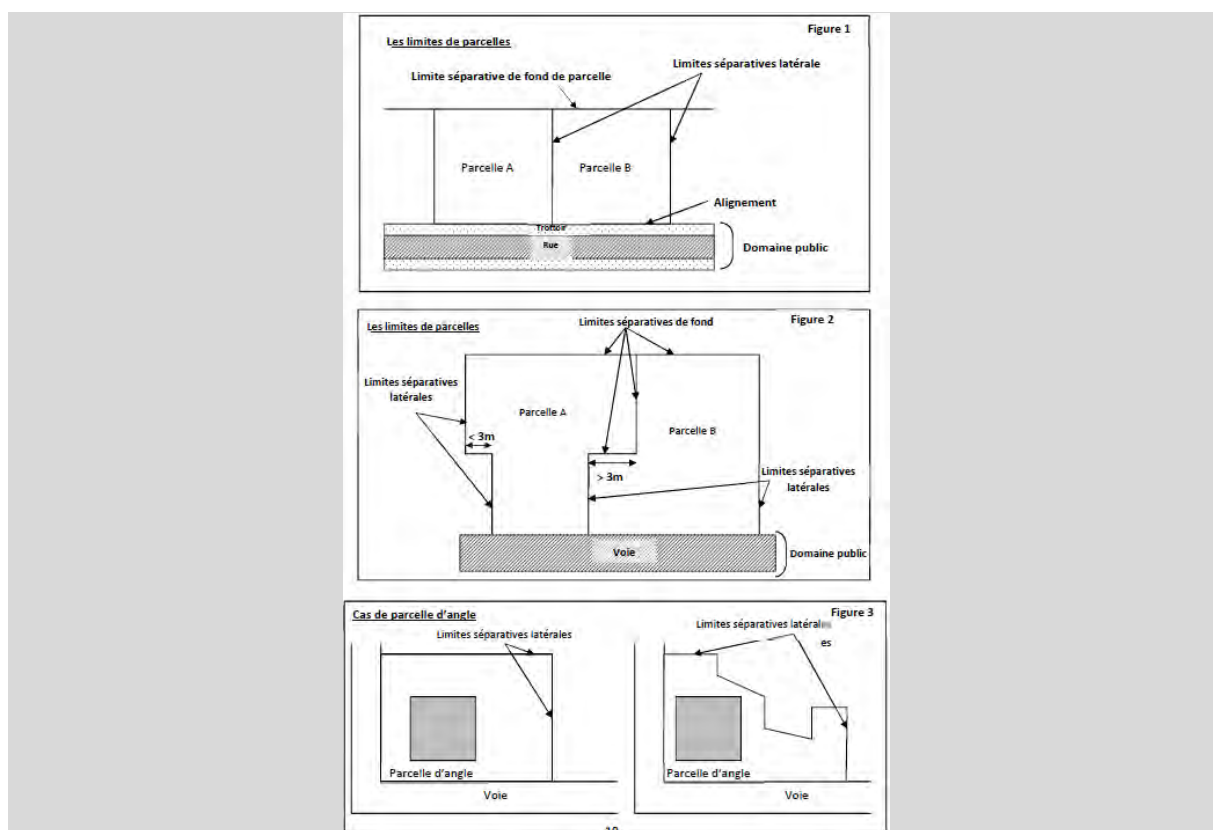 Figure 1
Les limites de parcelles
Limites séparatives latérale
Limite séparative de fond de parcelle
Parcelle A
Parcelle B
Alignement
Trottoir
Rue
Domaine public
Figure 2
Les limites de parcelles
Limites séparatives de fond
Limites séparatives
latérales
Parcelle A
Parcelle B
< 3m
> 3m
Limites séparatives
latérales
Voie
Domaine public
Figure 3
Cas de parcelle d'angle
Limites séparatives latérales
Parcelle d'angle
Voie
Limites séparatives latérales
es
Parcelle d'angle
Voie